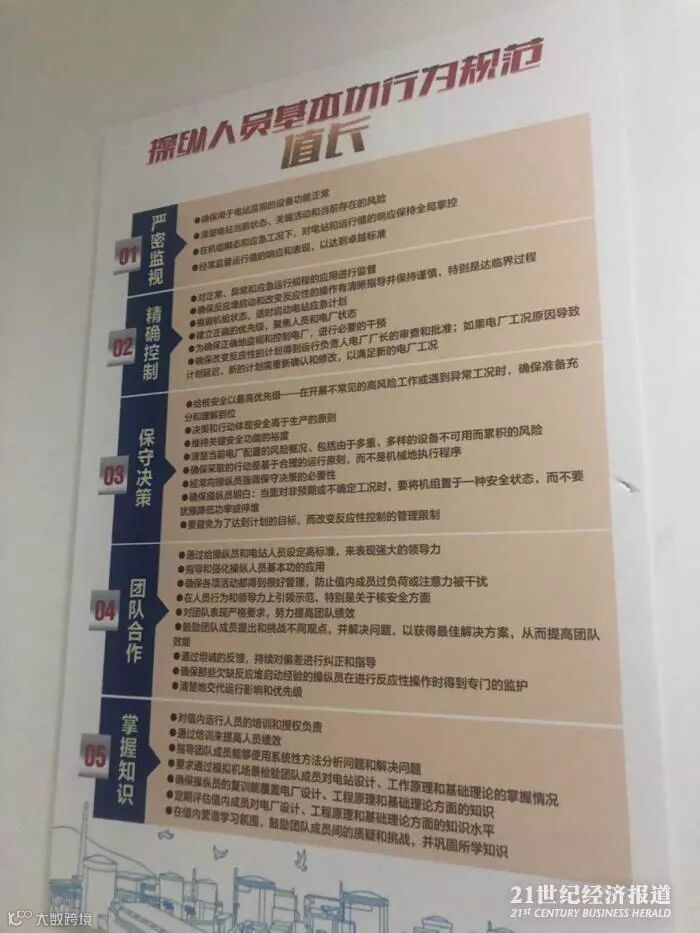 操纵人员基本功行为规范
值长
01
严密监视
●确保用于电站监视的设备功能正常
●清楚电站当前状态、关键活动和当前存在的风险
●在机组瞬态和应急工况下，对电站和运行值的响应保持全局掌控
●经常监督运行值的响应和表现，以达到卓越标准
02
精确控制
●对正常、异常和应急运行规程的应用进行监督
●确保反应堆启动和改变反应性的操作有清晰指导并保持谨慎，特别是达临界过程
●根据机组状态，适时启动电站应急计划
●建立正确的优先级，聚焦人员和电厂状态
●为确保正确地监视和控制电厂，进行必要的干预
●确保改变反应性的计划得到运行负责人电厂厂长的审查和批准；如果电厂工况原因导致
计划延迟，新的计划需重新确认和修改，以满足新的电厂工况
03
保守决策
●给核安全以最高优先级——在开展不常见的高风险工作或遇到异常工况时，确保准备充
分和理解到位
●决策和行动体现安全高于生产的原则
●维持关键安全功能的裕度
●清楚当前电厂配置的风险概况、包括由于多重、多样的设备不可用而累积的风险
●确保采取的行动是基于合理的运行原则，而不是机械地执行程序
●经常向操纵员强调保守决策的必要性
●确保操纵员明白：当面对非预期或不确定工况时，要将机组置于一种安全状态，而不要
犹豫降低功率或停堆
●要避免为了达到计划的目标，而改变反应性控制的管理限制
04
团队合作
●通过给操纵员和电站人员设定高标准，来表现强大的领导力
●指导和强化操纵人员基本功的应用
●确保各项活动都得到很好管理，防止值内成员过负荷或注意力被干扰
●在人员行为和领导力上引领示范，特别是关于核安全方面
●对团队表现严格要求，努力提高团队绩效
●鼓励团队成员提出和挑战不同观点，并解决问题，以获得最佳解决方案，从而提高团队
效能
●通过坦诚的反馈，持续对偏差进行纠正和指导
●确保那些欠缺反应堆启动经验的操纵员在进行反应性操作时得到专门的监护
●清楚地交代运行影响和优先级
05
掌握知识
●对值内运行人员的培训和授权负责
●通过培训来提高人员绩效
●指导团队成员能够使用系统性方法分析问题和解决问题
●要求通过模拟机场景检验团队成员对电站设计、工作原理和基础理论的掌握情况
●确保操纵员的复训能覆盖电厂设计、工程原理和基础理论方面的知识
●定期评估值内成员对电厂设计、工程原理和基础理论方面的知识水平
●在值内营造学习氛围，鼓励团队成员间的质疑和挑战，并巩固所学知识
21世纪经济报道
21ST CENTURY BUSINESS HERALD
大数跨境